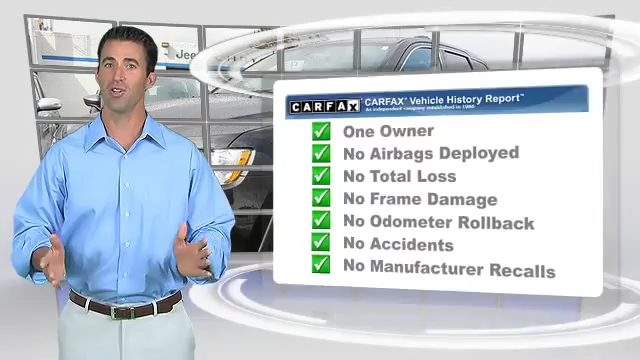 Jeep
CARFAX CARFAX® Vehicle History Report™
An independent company established in 1986
One Owner
No Airbags Deployed
No Total Loss
No Frame Damage
No Odometer Rollback
No Accidents
No Manufacturer Recalls